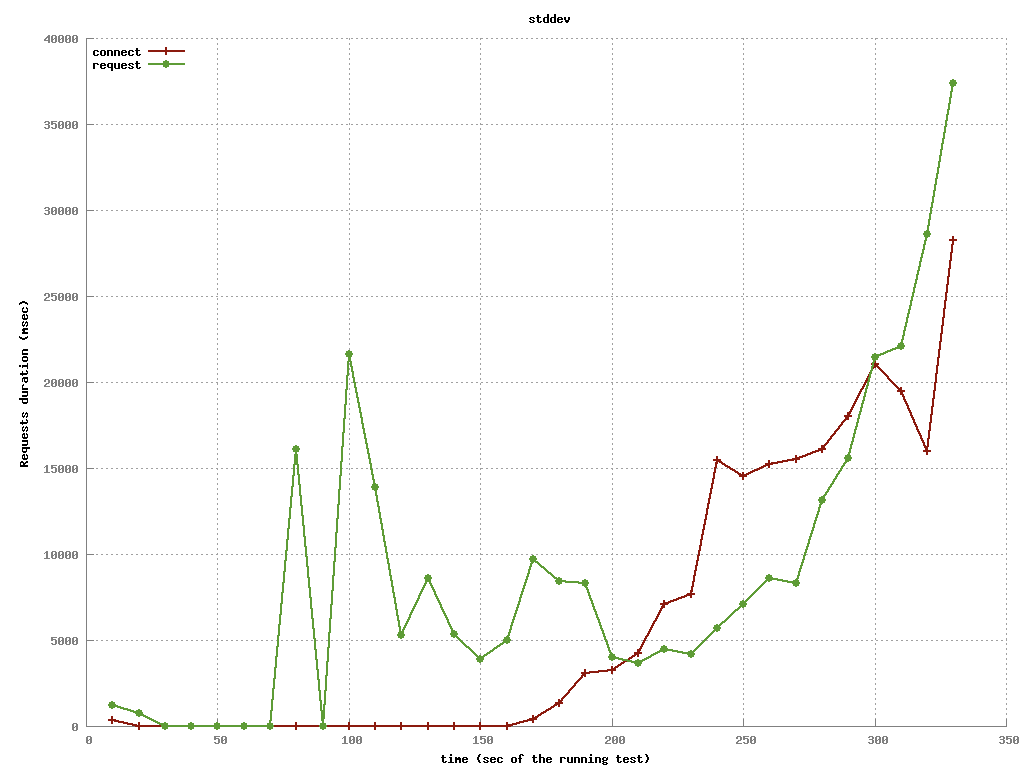 stddev
connect
request
40000
35000
30000
25000
20000
15000
10000
5000
0
Requests duration (msec)
0 50 100 150 200 250 300 350
time (sec of the running test)